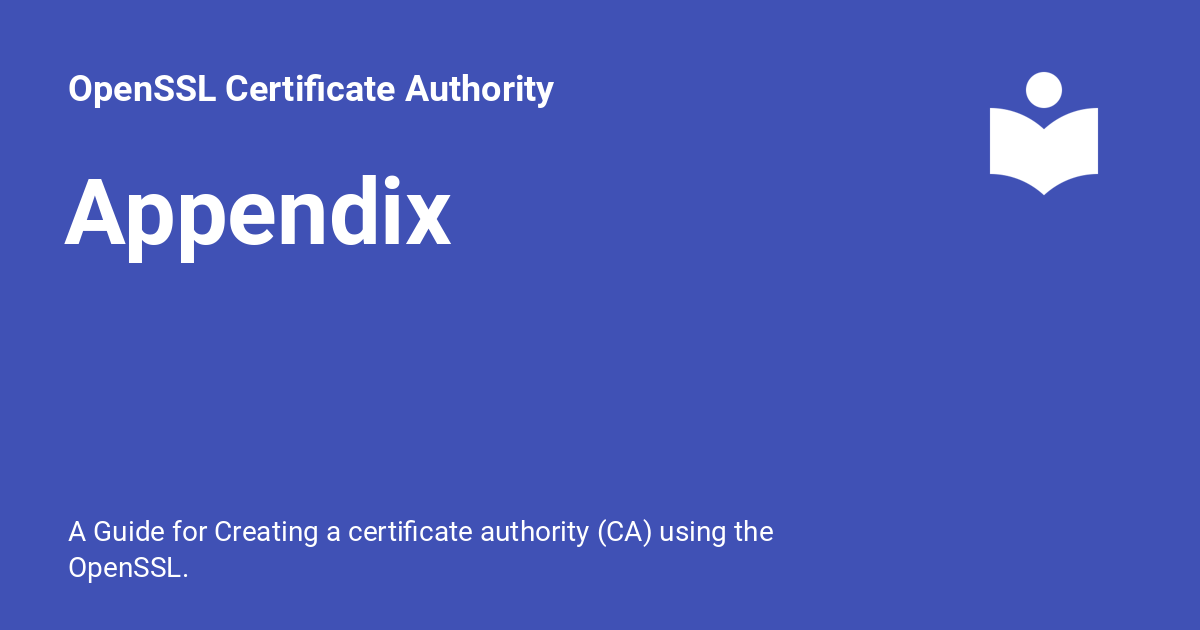 OpenSSL Certificate Authority
Appendix
A Guide for Creating a certificate authority (CA) using the
OpenSSL.